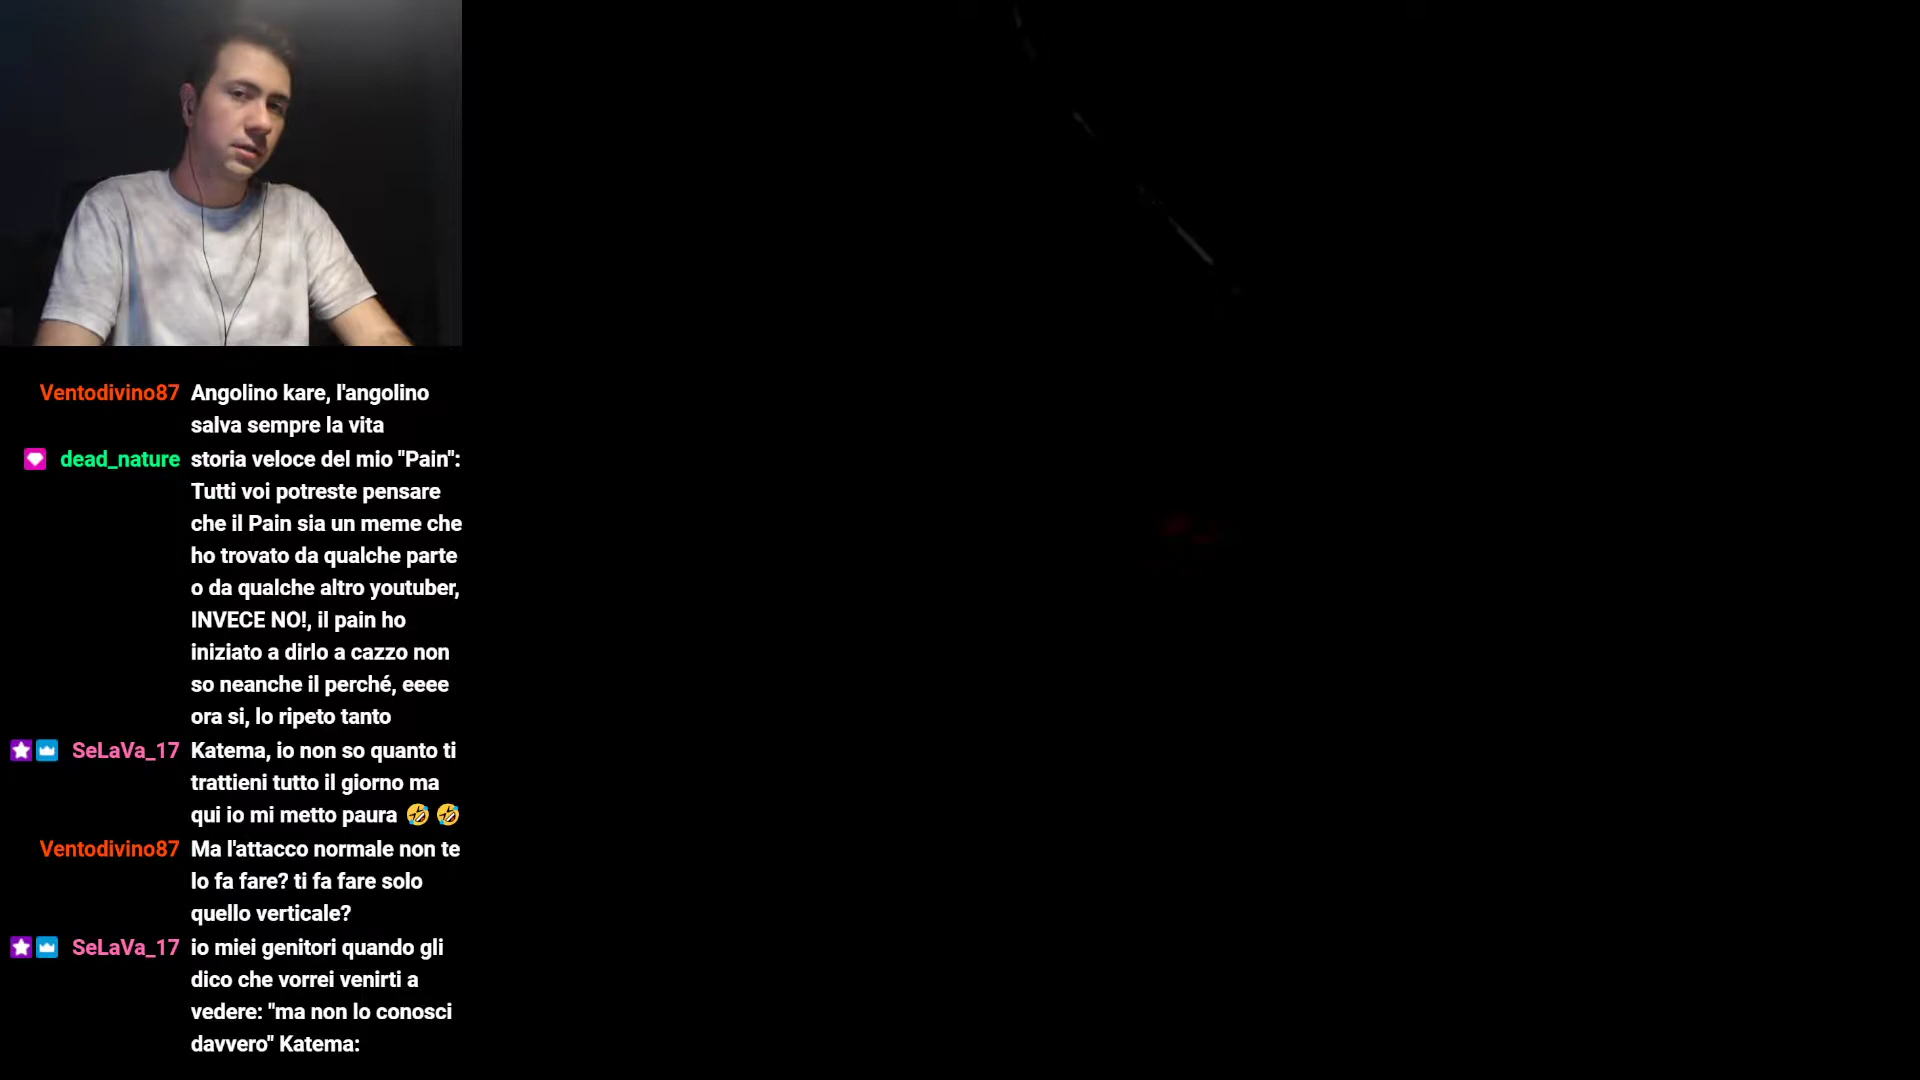 Ventodivino87 Angolino kare, l'angolino
salva sempre la vita
dead_nature storia veloce del mio "Pain":
Tutti voi potreste pensare
che il Pain sia un meme che
ho trovato da qualche parte
o da qualche altro youtuber,
INVECE NO!, il pain ho
iniziato a dirlo a cazzo non
so neanche il perché, eeee
ora si, lo ripeto tanto
SeLaVa_17 Katema, io non so quanto ti
trattieni tutto il giorno ma
qui io mi metto paura 🤣 🤣
Ventodivino87 Ma l'attacco normale non te
lo fa fare? ti fa fare solo
quello verticale?
SeLaVa_17 io miei genitori quando gli
dico che vorrei venirti a
vedere: "ma non lo conosci
davvero" Katema: